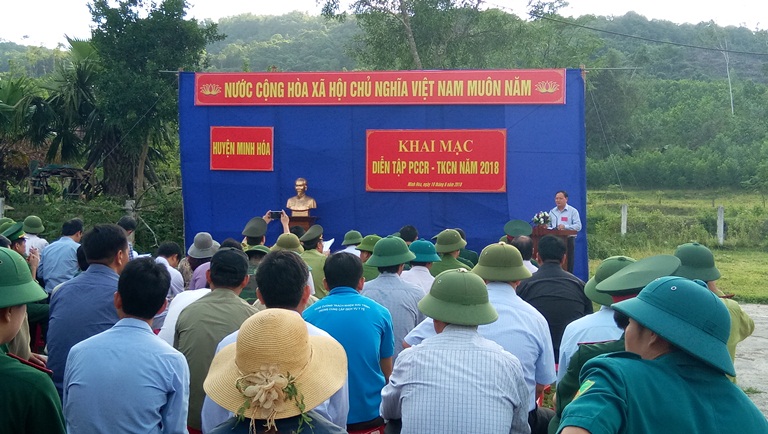 NƯỚC CỘNG HÒA XÃ HỘI CHỦ NGHĨA VIỆT NAM MUÔN NĂM
HUYỆN MINH HÓA
KHAI MẠC
DIỄN TẬP PCCR - TKCN NĂM 2018